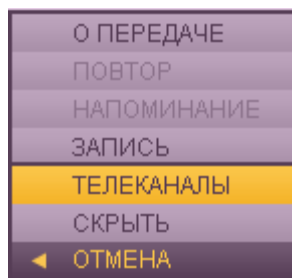 О ПЕРЕДАЧЕ
ПОВТОР
НАПОМИНАНИЕ
ЗАПИСЬ
ТЕЛЕКАНАЛЫ
СКРЫТЬ
ОТМЕНА